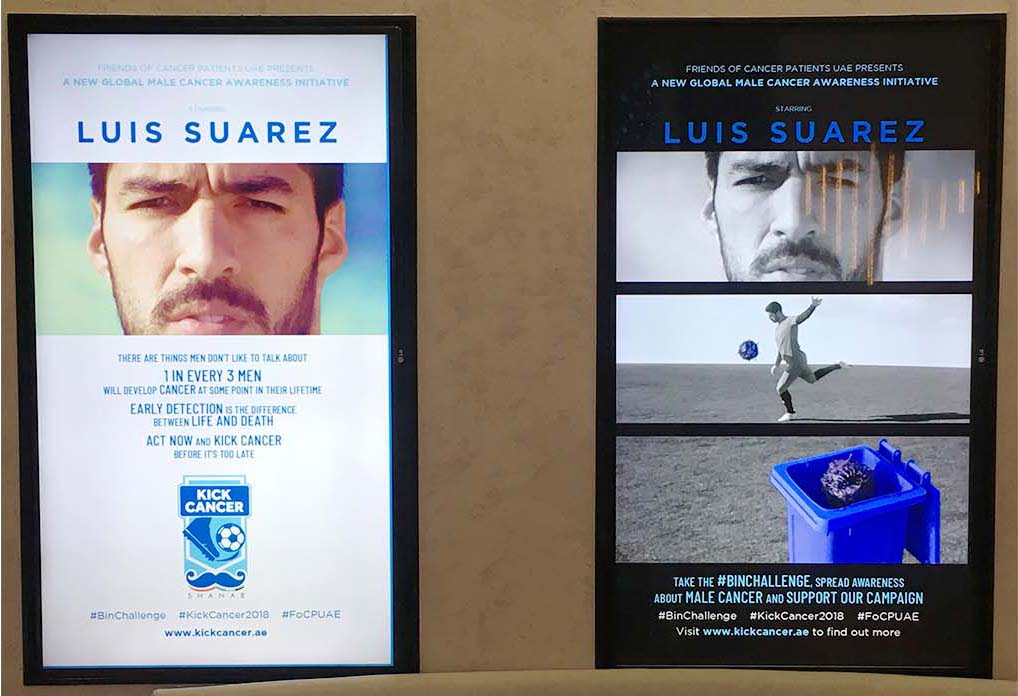 FRIENDS OF CANCER PATIENTS UAE PRESENTS
A NEW GLOBAL MALE CANCER AWARENESS INITIATIVE
STARRING
LUIS SUAREZ
THERE ARE THINGS MEN DON'T LIKE TO TALK ABOUT
1 IN EVERY 3 MEN
WILL DEVELOP CANCER AT SOME POINT IN THEIR LIFETIME
EARLY DETECTION IS THE DIFFERENCE
BETWEEN LIFE AND DEATH
ACT NOW AND KICK CANCER
BEFORE IT'S TOO LATE
KICK
CANCER
SHANAB
#BinChallenge #KickCancer2018 #FoCPUAE
www.kickcancer.ae
FRIENDS OF CANCER PATIENTS UAE PRESENTS
A NEW GLOBAL MALE CANCER AWARENESS INITIATIVE
STARRING
LUIS SUAREZ
TAKE THE #BINCHALLENGE, SPREAD AWARENESS
ABOUT MALE CANCER AND SUPPORT OUR CAMPAIGN
#BinChallenge #KickCancer2018 #FoCPUAE
Visit www.kickcancer.ae to find out more